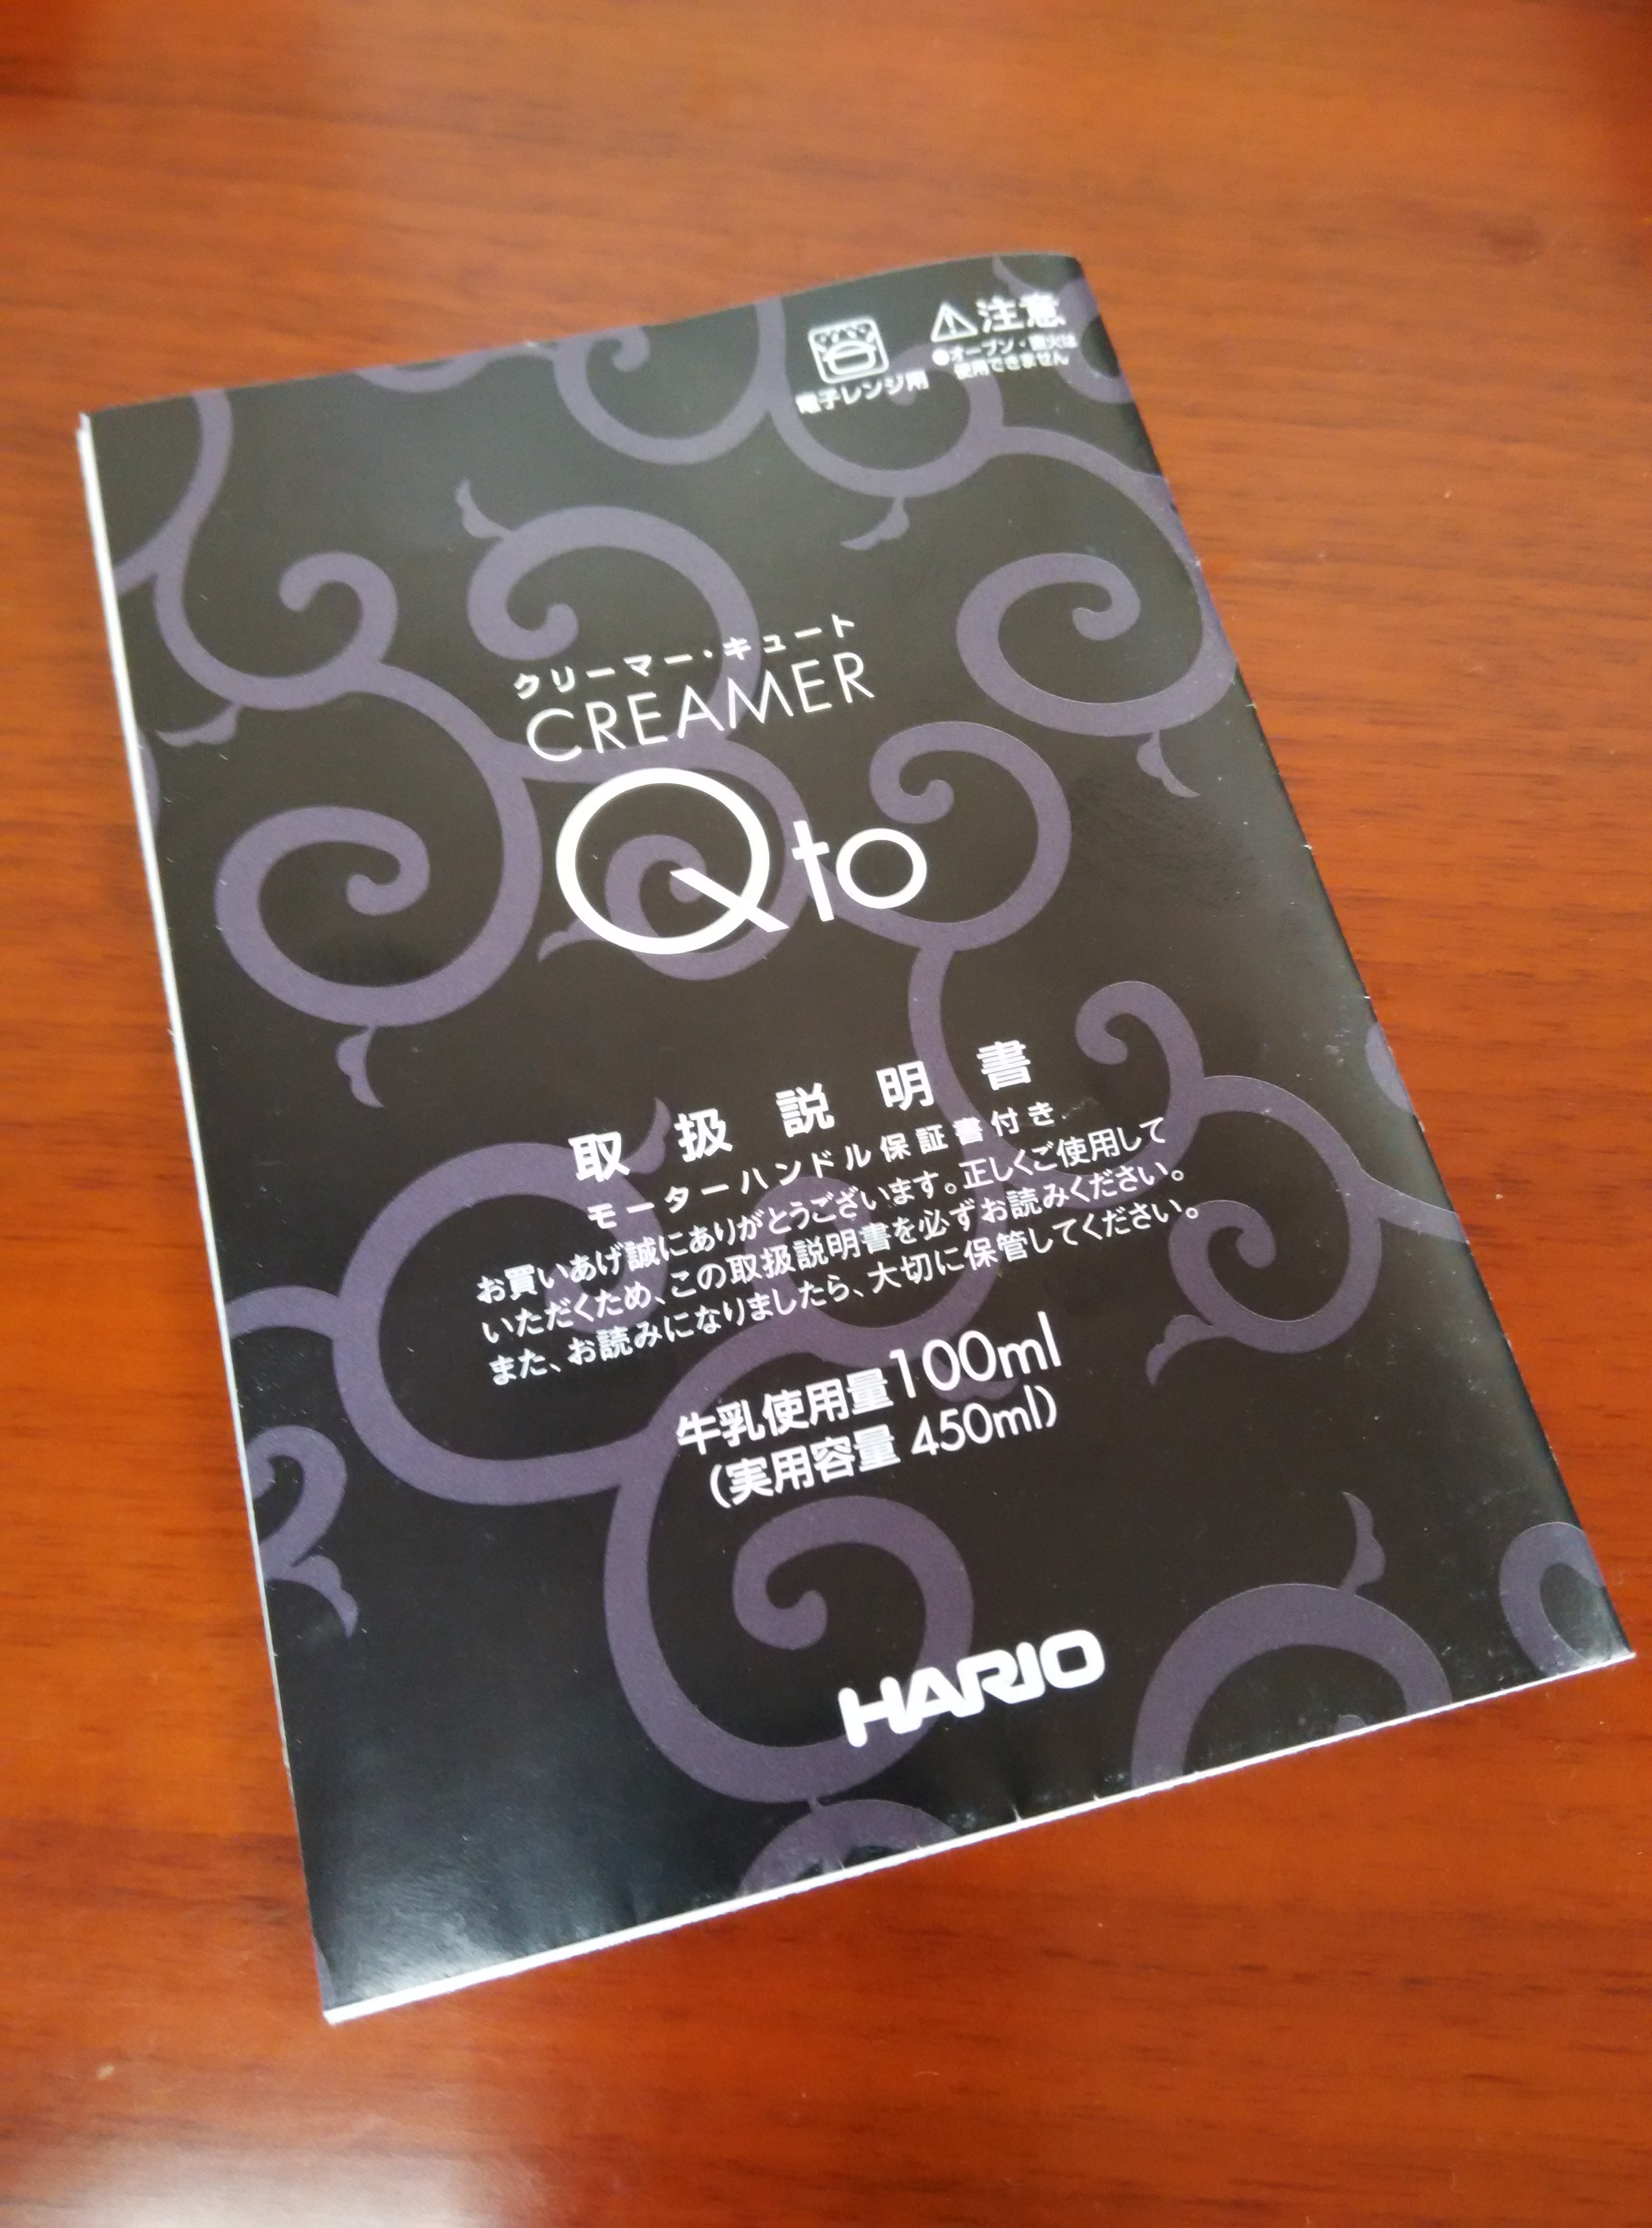 電子レンジ用
注意
●オーブン・直火は
使用できません
クリーマー・キュート
CREAMER
Qto
取扱説明書
モーターハンドル保証書付き
お買いあげ誠にありがとうございます。正しくご使用して
いただくため、この取扱説明書を必ずお読みください。
また、お読みになりましたら、大切に保管してください。
牛乳使用量100ml
(実用容量 450ml)
HARIO